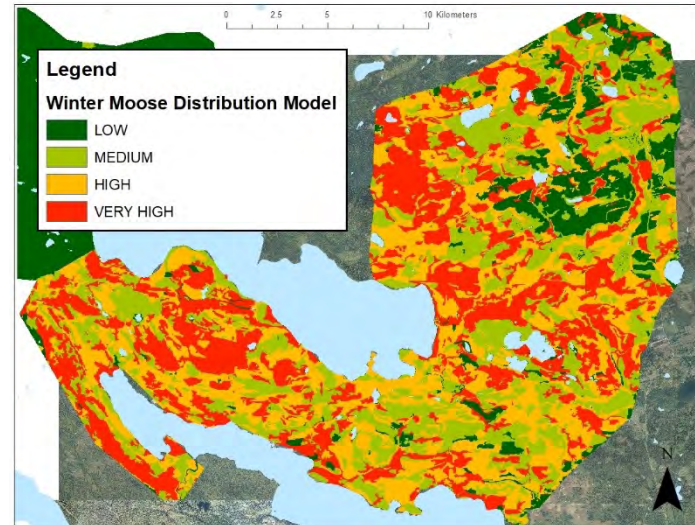 0 2.5 5 10 Kilometers
Legend
Winter Moose Distribution Model
LOW
MEDIUM
HIGH
VERY HIGH
N